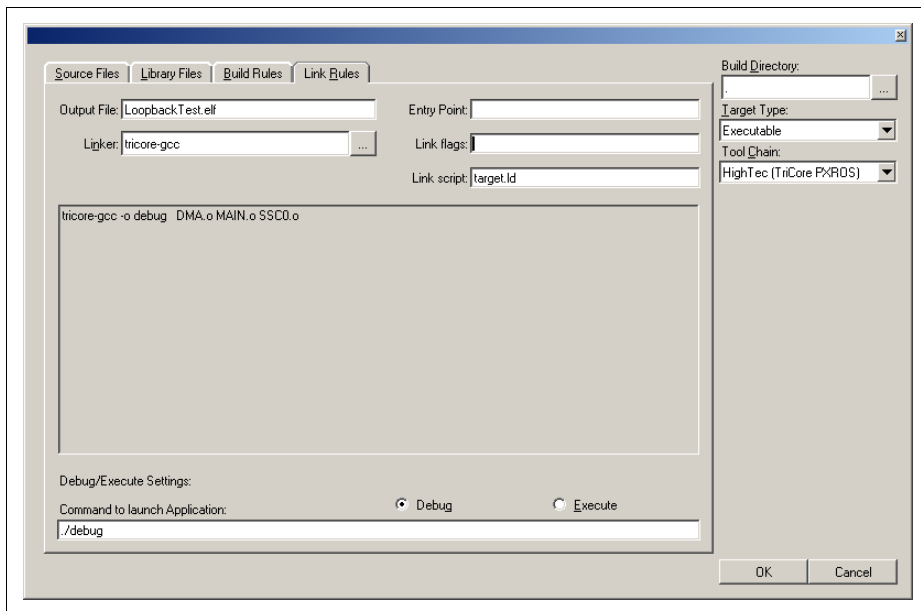 Source Files
Library Files
Build Rules
Link Rules
Output File: LoopbackTest.elf
Entry Point:
Linker: tricore-gcc ...
Link flags:
Link script: target.ld
tricore-gcc -o debug   DMA.o MAIN.o SSC0.o
Debug/Execute Settings:
Command to launch Application:
Debug
Execute
./debug
Build Directory:
. ...
Target Type:
Executable
Tool Chain:
HighTec (TriCore PXROS)
OK
Cancel